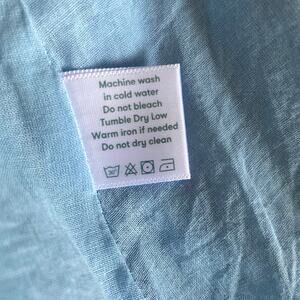 Machine wash
in cold water
Do not bleach
Tumble Dry Low
Warm iron if needed
Do not dry clean